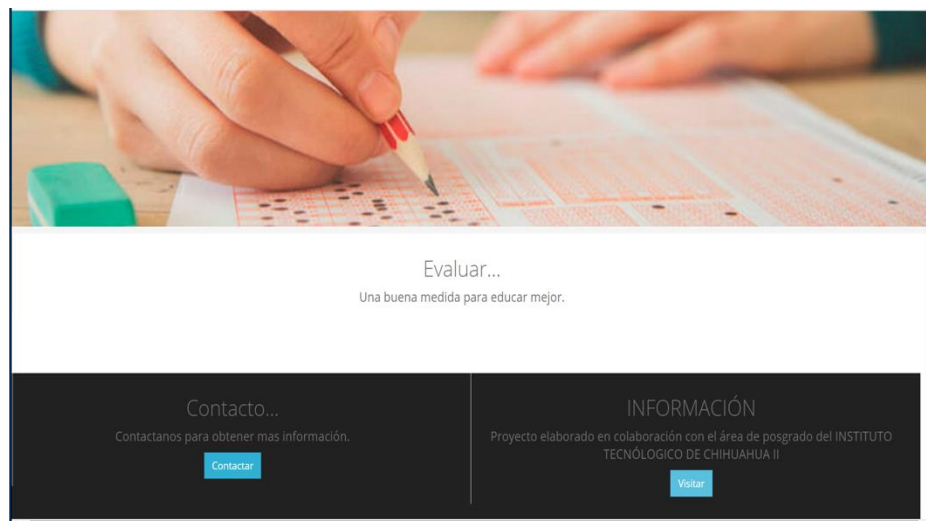 Evaluar...
Una buena medida para educar mejor.
Contacto...
Contactanos para obtener mas información.
Contactar
INFORMACIÓN
Proyecto elaborado en colaboración con el área de posgrado del INSTITUTO
TECNÓLOGICO DE CHIHUAHUA II
Visitar